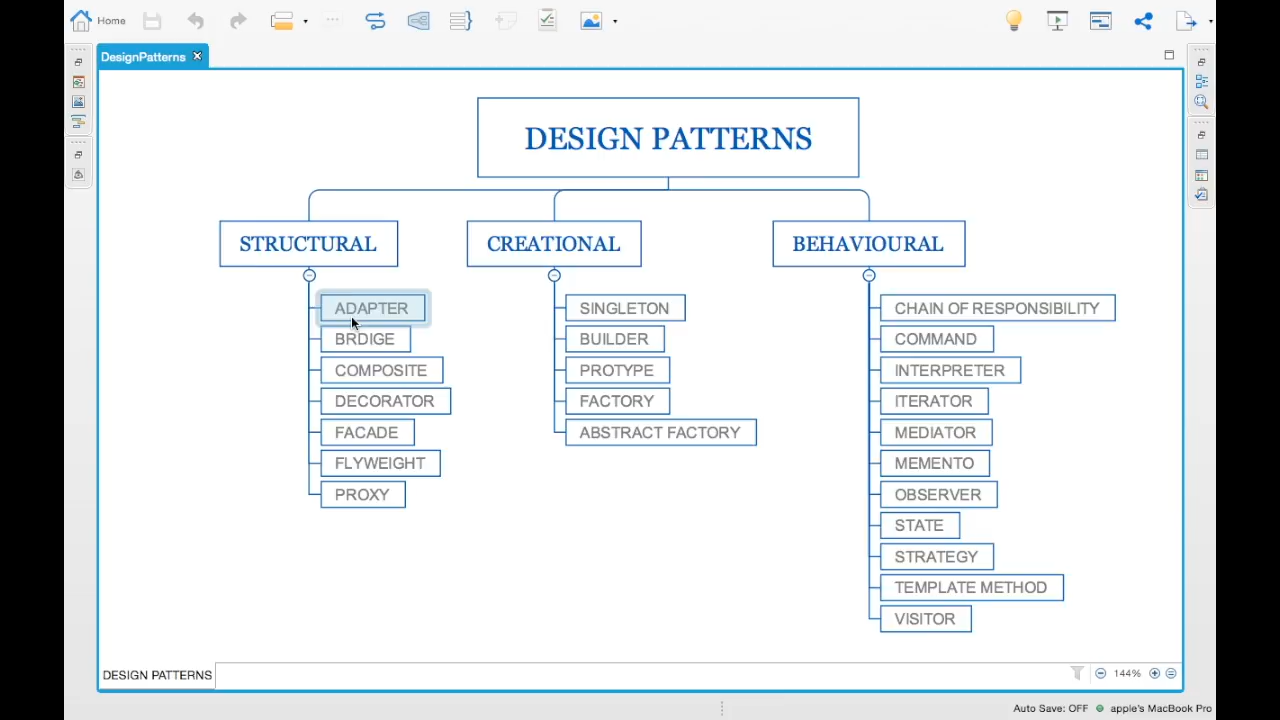 Home
DesignPatterns
DESIGN PATTERNS
STRUCTURAL
ADAPTER
BRDIGE
COMPOSITE
DECORATOR
FACADE
FLYWEIGHT
PROXY
CREATIONAL
SINGLETON
BUILDER
PROTYPE
FACTORY
ABSTRACT FACTORY
BEHAVIOURAL
CHAIN OF RESPONSIBILITY
COMMAND
INTERPRETER
ITERATOR
MEDIATOR
MEMENTO
OBSERVER
STATE
STRATEGY
TEMPLATE METHOD
VISITOR
DESIGN PATTERNS
144%
Auto Save: OFF apple's MacBook Pro